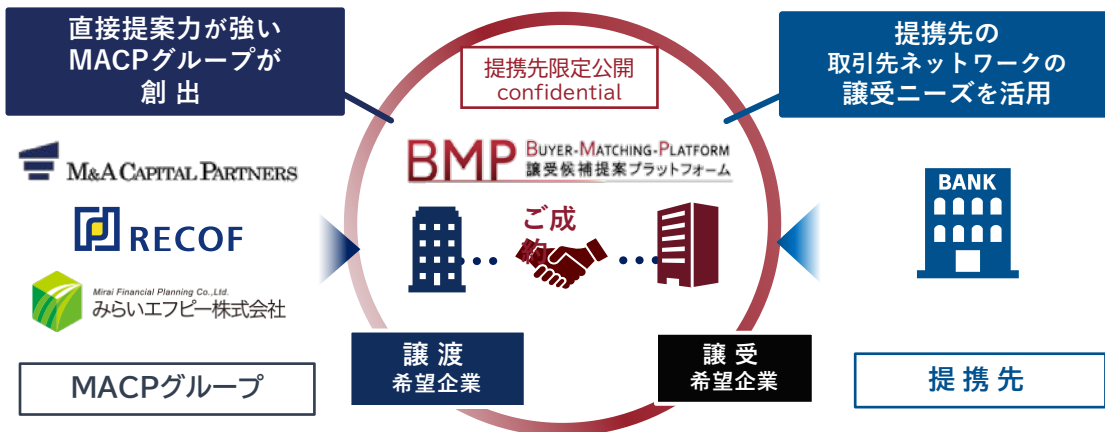 直接提案力が強い
MACPグループが
創出
提携先限定公開
confidential
提携先の
取引先ネットワークの
譲受ニーズを活用
M&A CAPITAL PARTNERS
RECOF
Mirai Financial Planning Co.,Ltd.
みらいエフピー株式会社
MACPグループ
BMP BUYER-MATCHING-PLATFORM
譲受候補提案プラットフォーム
ご成
約
譲渡
希望企業
譲受
希望企業
BANK
提携先